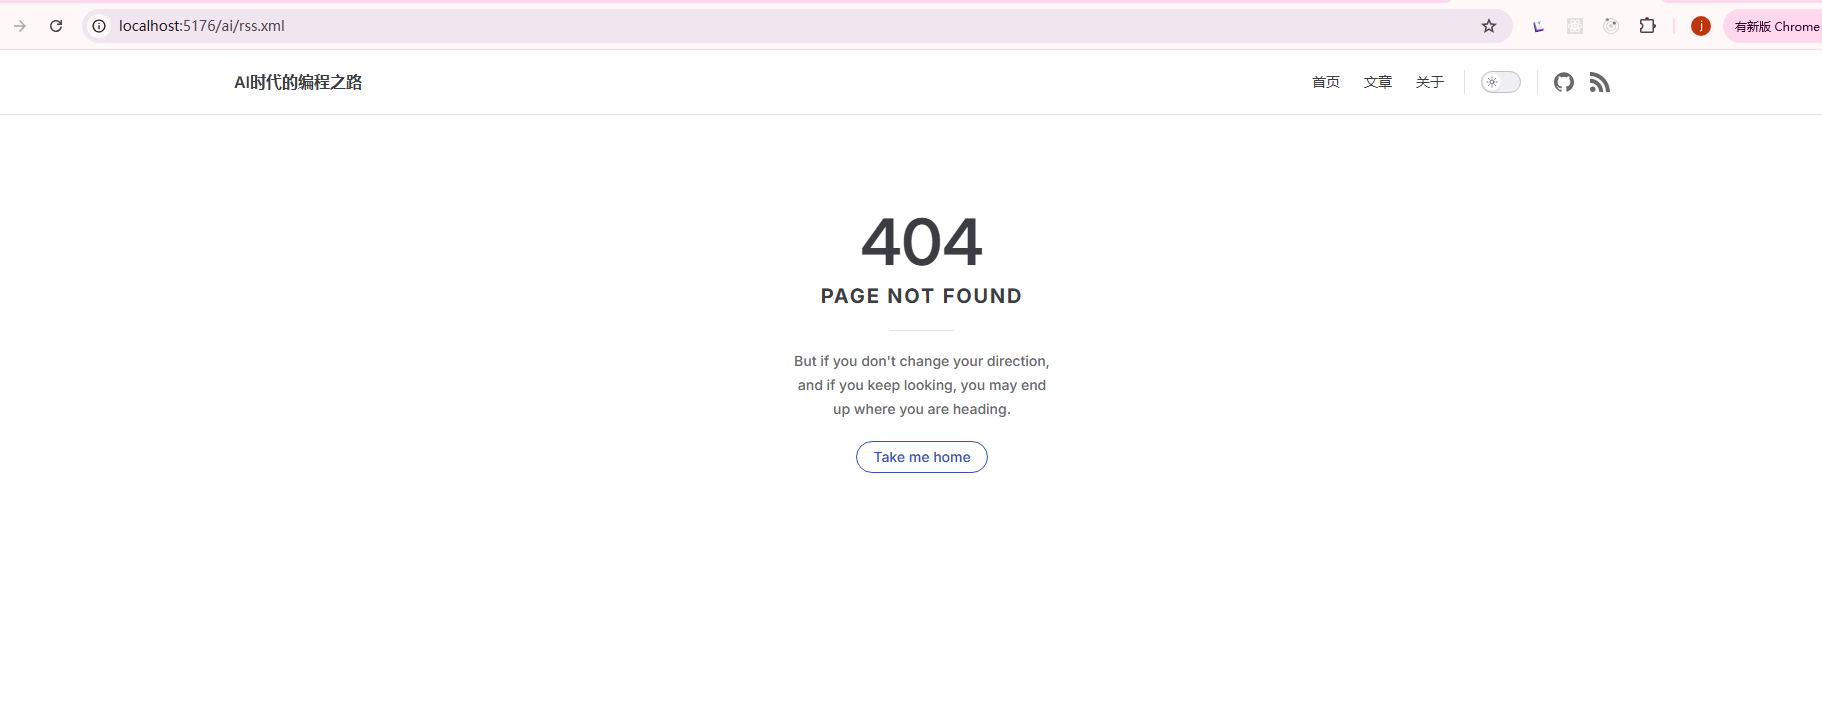 localhost:5176/ai/rss.xml
j
有新版 Chrome
AI时代的编程之路
首页
文章
关于
404
PAGE NOT FOUND
But if you don't change your direction,
and if you keep looking, you may end
up where you are heading.
Take me home